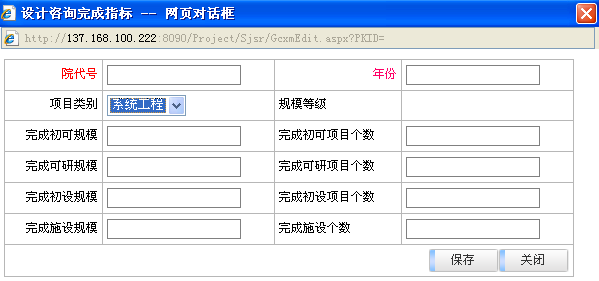 设计咨询完成指标 -- 网页对话框
http://137.168.100.222:8090/Project/Sjsr/GcxmEdit.aspx?PKID=
院代号 年份
项目类别 系统工程 规模等级
完成初可规模 完成初可项目个数
完成可研规模 完成可研项目个数
完成初设规模 完成初设项目个数
完成施设规模 完成施设个数
保存 关闭